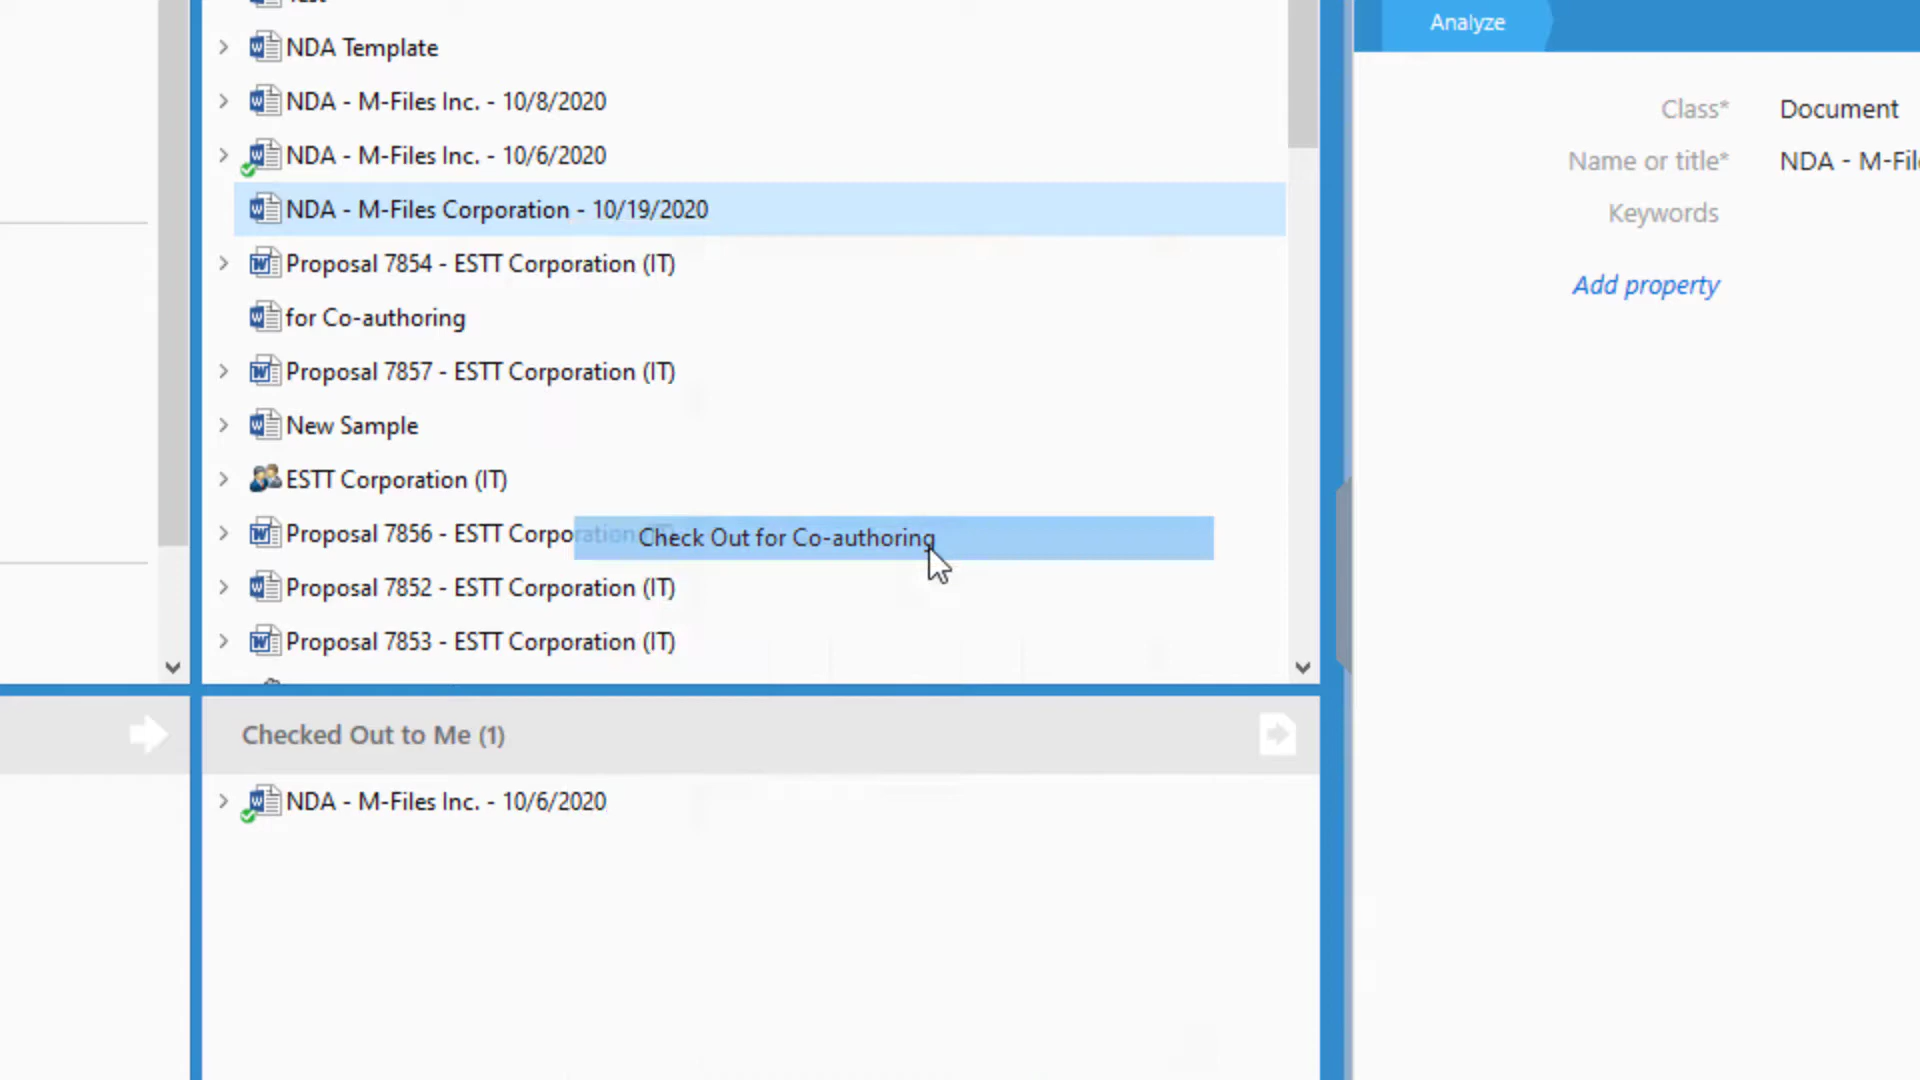 NDA Template
NDA - M-Files Inc. - 10/8/2020
NDA - M-Files Inc. - 10/6/2020
NDA - M-Files Corporation - 10/19/2020
Proposal 7854 - ESTT Corporation (IT)
for Co-authoring
Proposal 7857 - ESTT Corporation (IT)
New Sample
ESTT Corporation (IT)
Proposal 7856 - ESTT Corporation
Check Out for Co-authoring
Proposal 7852 - ESTT Corporation (IT)
Proposal 7853 - ESTT Corporation (IT)
Checked Out to Me (1)
NDA - M-Files Inc. - 10/6/2020
Analyze
Class* Document
Name or title* NDA - M-Fil
Keywords
Add property